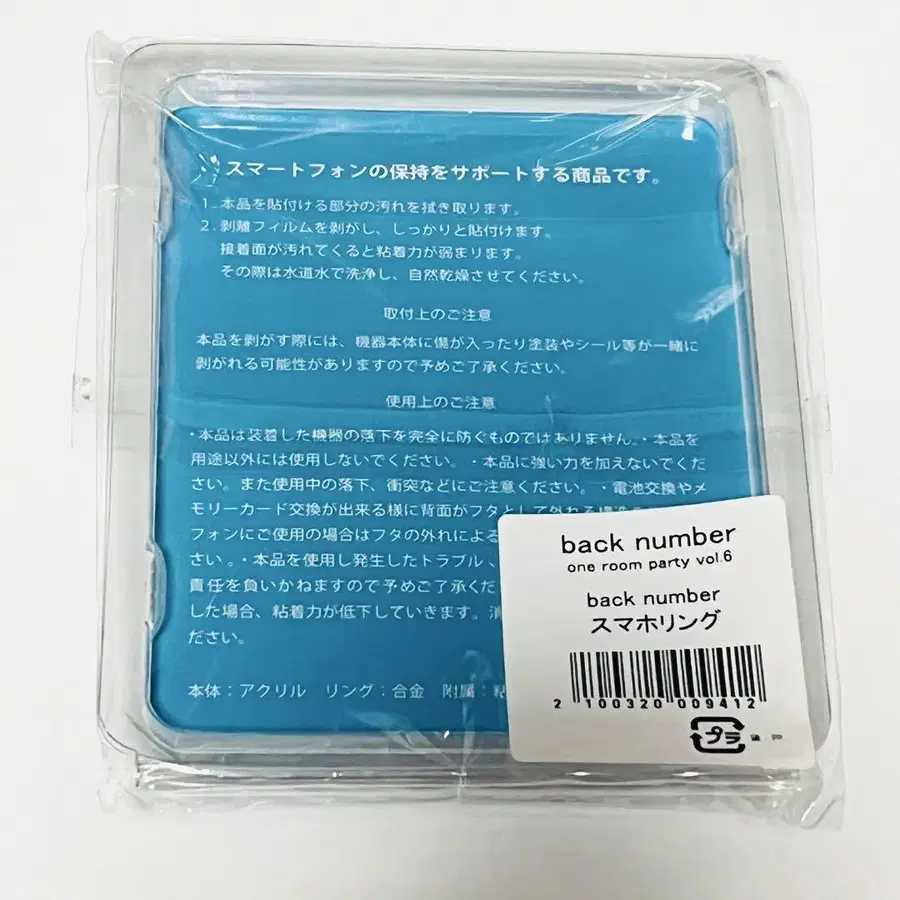 スマートフォンの保持をサポートする商品です。
1. 本品を貼付ける部分の汚れを拭き取ります。
2. 剥離フィルムを剥がし、しっかりと貼付けます。
接着面が汚れてくると粘着力が弱まります。
その際は水道水で洗浄し、自然乾燥させてください。
取付上のご注意
本品を剥がす際には、機器本体に傷が入ったり塗装やシール等が一緒に
剥がれる可能性がありますので予めご了承ください。
使用上のご注意
・本品は装着した機器の落下を完全に防ぐものではありません。・本品を
用途以外には使用しないでください。・本品に強い力を加えないでくだ
さい。また使用中の落下、衝突などにご注意ください。・電池交換やメ
モリーカード交換が出来る様に背面がフタとして外れる構造の
フォンにご使用の場合はフタの外れによる
さい。・本品を使用し発生したトラブル、
責任を負いかねますので予めご了承くだ
した場合、粘着力が低下していきます。
ださい。
本体：アクリル リング：合金 附属：粘
back number
one room party vol.6
back number
スマホリング
2 100320 009412
プラ